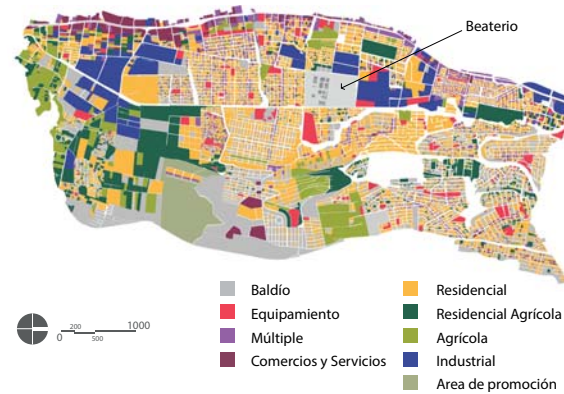 Beaterio
Baldío
Equipamiento
Múltiple
Comercios y Servicios
Residencial
Residencial Agrícola
Agrícola
Industrial
Area de promoción
0 200 500 1000